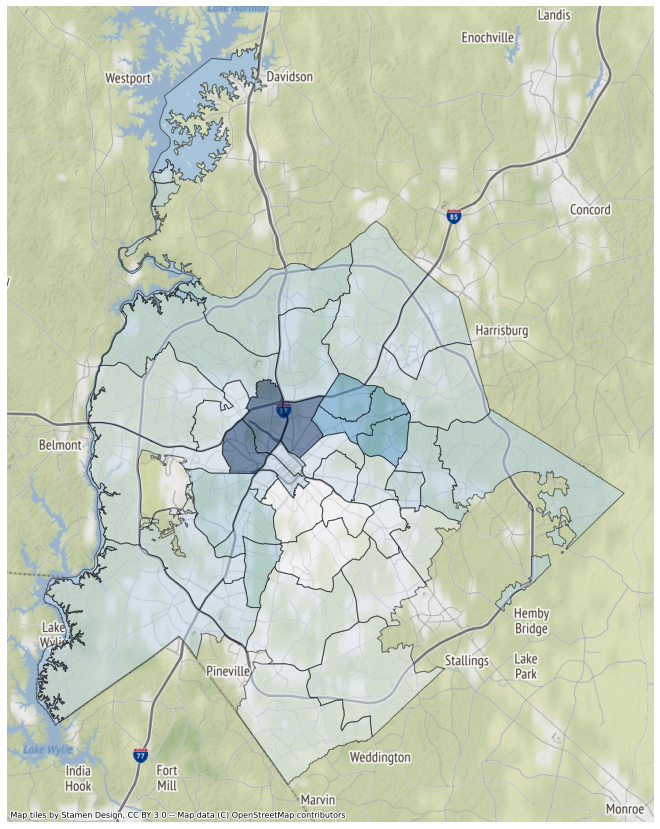 Lake Norman
Landis
Enochville
Westport
Davidson
Concord
85
Harrisburg
77
Belmont
Lake
Wylie
Hemby
Bridge
Pineville
Stallings
Lake
Park
Lake Wylie
77
India
Hook
Fort
Mill
Weddington
Marvin
Monroe
Map tiles by Stamen Design, CC BY 3.0 -- Map data (C) OpenStreetMap contributors